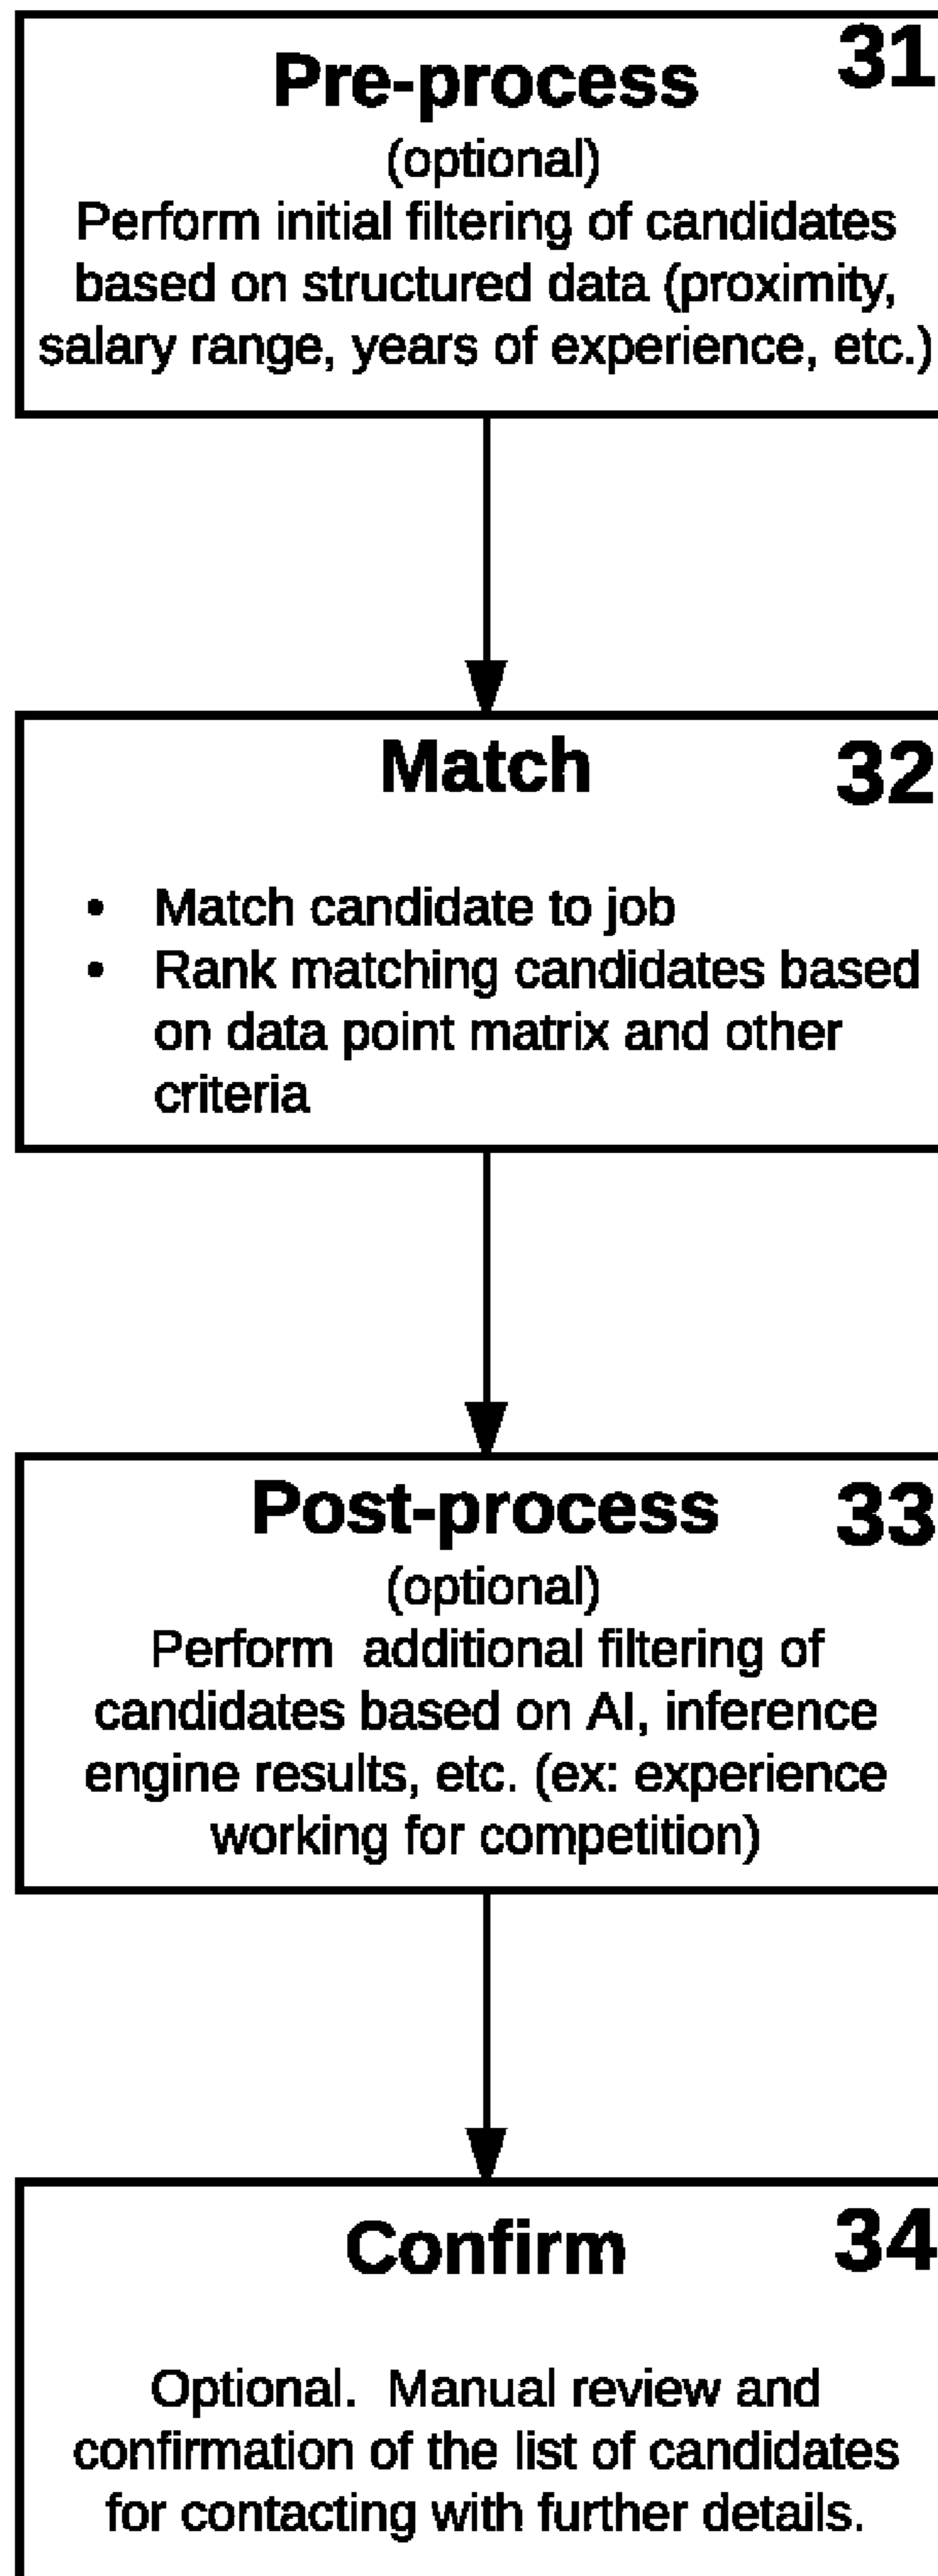 Pre-process 31
(optional)
Perform initial filtering of candidates
based on structured data (proximity,
salary range, years of experience, etc.)
Match 32
• Match candidate to job
• Rank matching candidates based
on data point matrix and other
criteria
Post-process 33
(optional)
Perform  additional filtering of
candidates based on AI, inference
engine results, etc. (ex: experience
working for competition)
Confirm 34
Optional.  Manual review and
confirmation of the list of candidates
for contacting with further details.